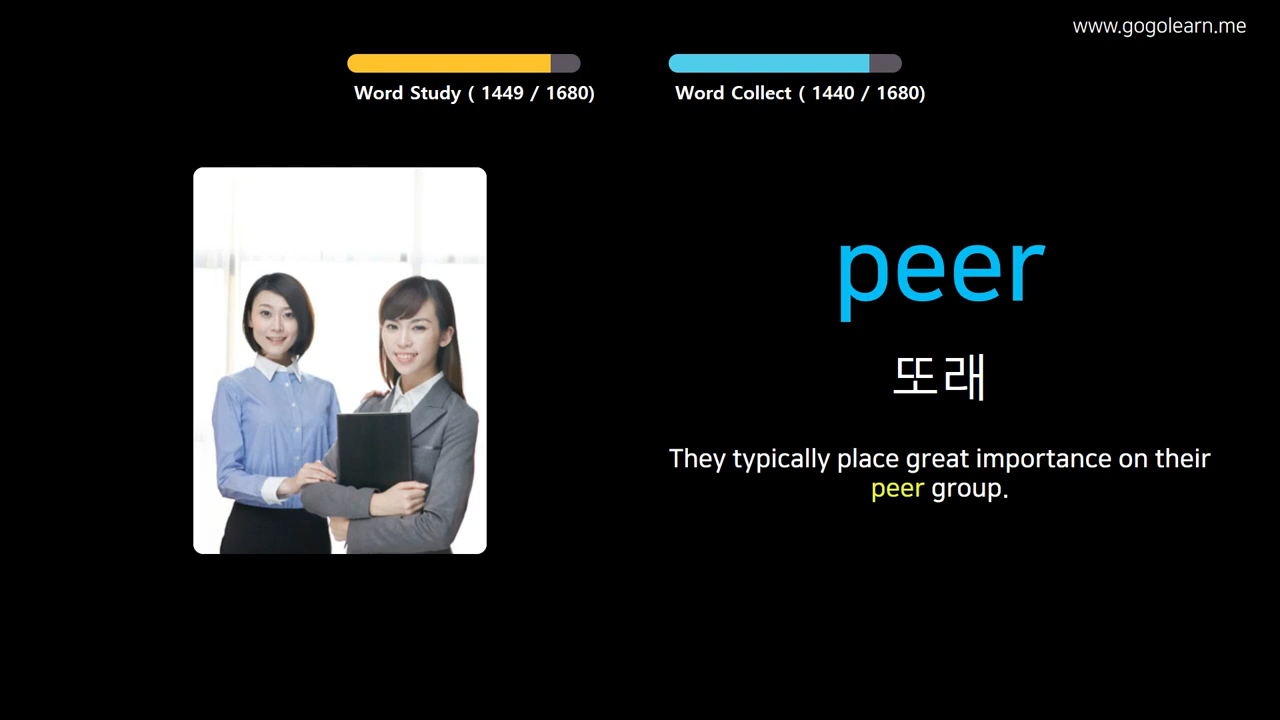 www.gogolearn.me
Word Study ( 1449 / 1680)
Word Collect ( 1440 / 1680)
peer
또래
They typically place great importance on their
peer group.